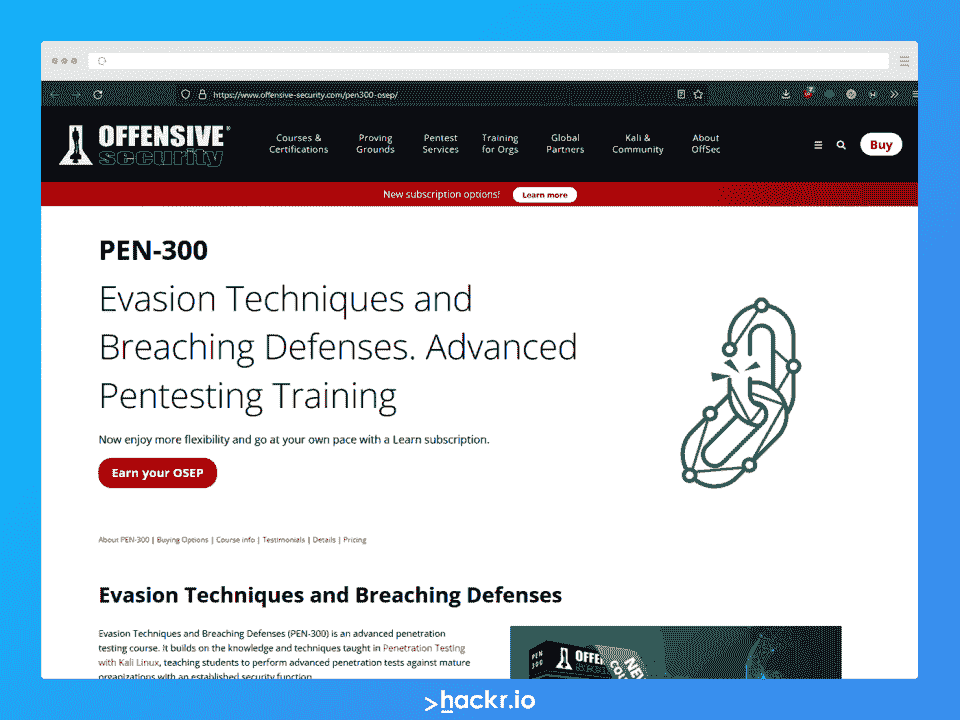 https://www.offensive-security.com/pen300-osep/
OFFENSIVE
security
Courses &
Certifications
Proving
Grounds
Pentest
Services
Training
for Orgs
Global
Partners
Kali &
Community
About
OffSec
Buy
New subscription options!
Learn more
PEN-300
Evasion Techniques and
Breaching Defenses. Advanced
Pentesting Training
Now enjoy more flexibility and go at your own pace with a Learn subscription.
Earn your OSEP
About PEN-300 | Buying Options | Course info | Testimonials | Details | Pricing
Evasion Techniques and Breaching Defenses
Evasion Techniques and Breaching Defenses (PEN-300) is an advanced penetration
testing course. It builds on the knowledge and techniques taught in Penetration Testing
with Kali Linux, teaching students to perform advanced penetration tests against mature
organizations with an established security function.
PEN
300
OFFE
NEW
>hackr.io